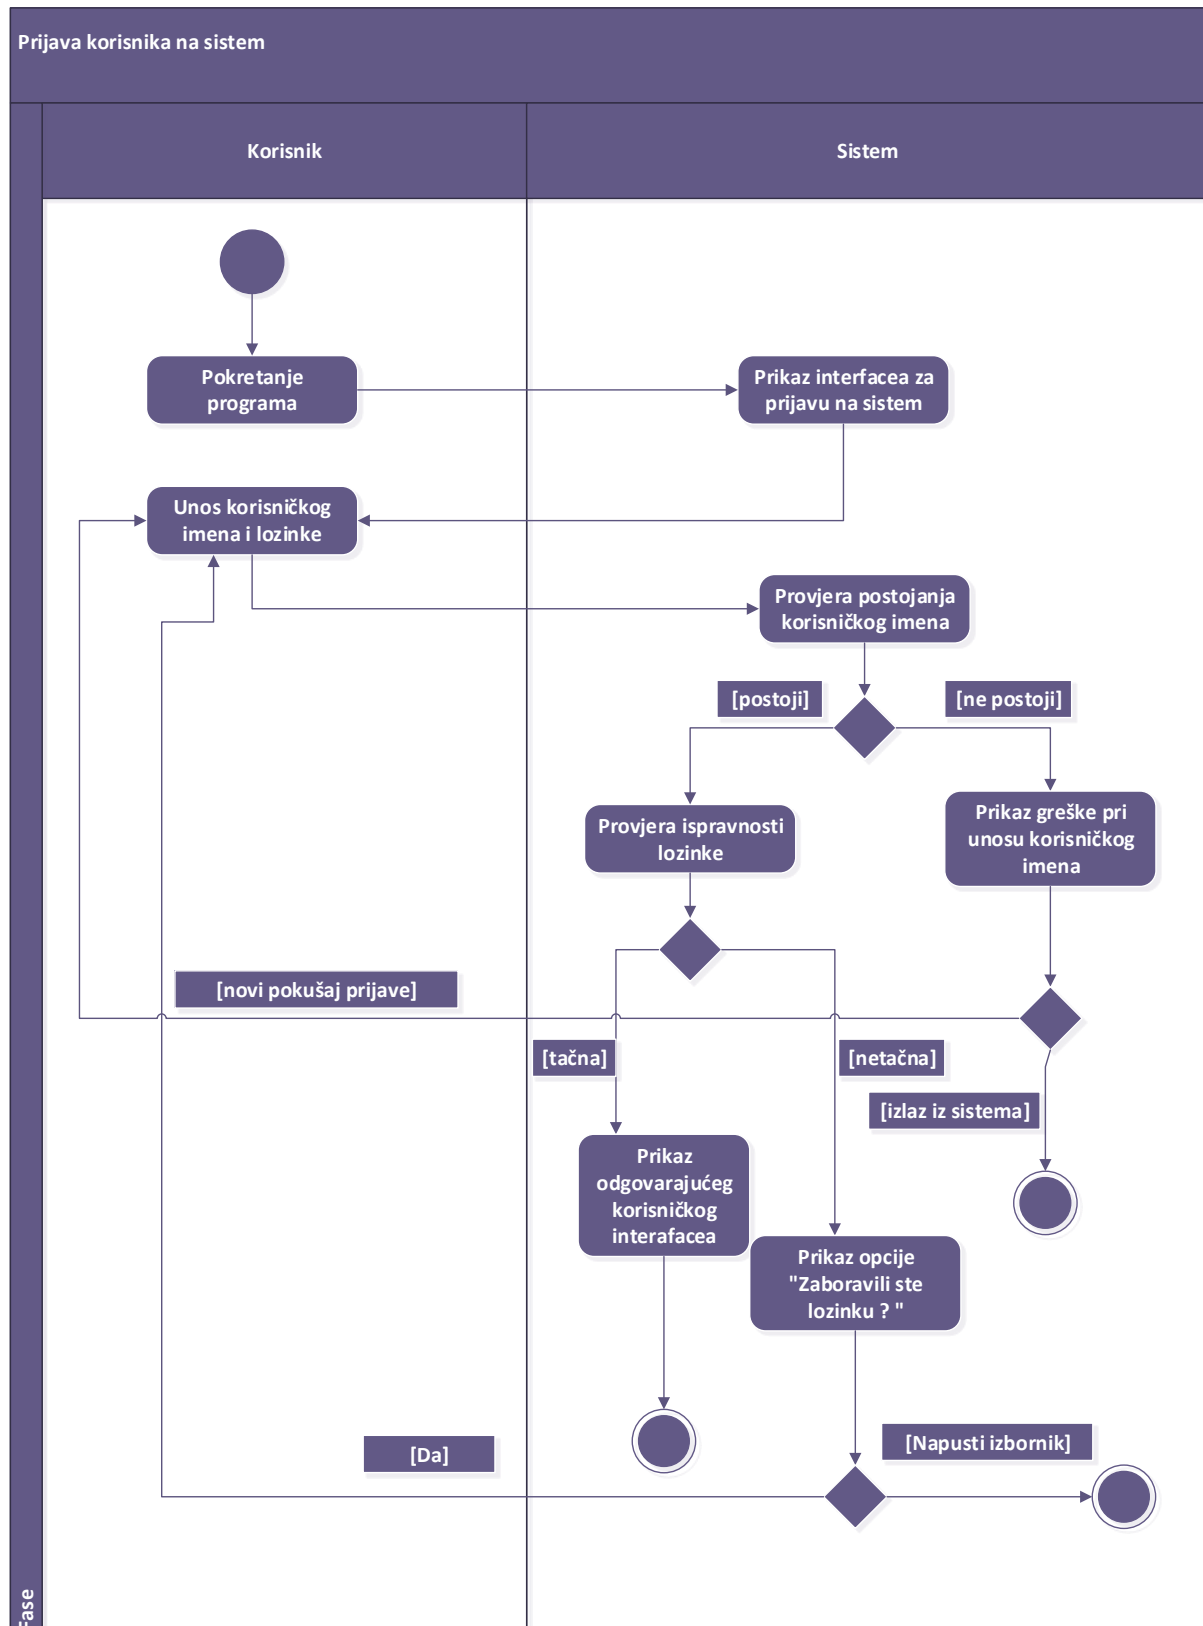 Prijava korisnika na sistem
Korisnik
Sistem
Pokretanje
programa
Prikaz interfacea za
prijavu na sistem
Unos korisničkog
imena i lozinke
Provjera postojanja
korisničkog imena
[postoji]
[ne postoji]
Provjera ispravnosti
lozinke
Prikaz greške pri
unosu korisničkog
imena
[novi pokušaj prijave]
[tačna]
[netačna]
[izlaz iz sistema]
Prikaz
odgovarajućeg
korisničkog
interafacea
Prikaz opcije
"Zaboravili ste
lozinku ? "
[Da]
[Napusti izbornik]
Fase